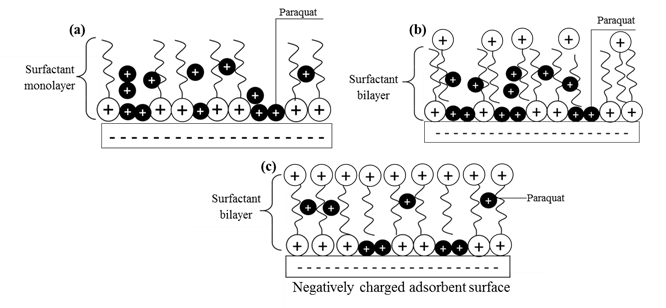 (a)
Paraquat
Surfactant
monolayer
(b)
Paraquat
Surfactant
bilayer
(c)
Surfactant
bilayer
Paraquat
Negatively charged adsorbent surface